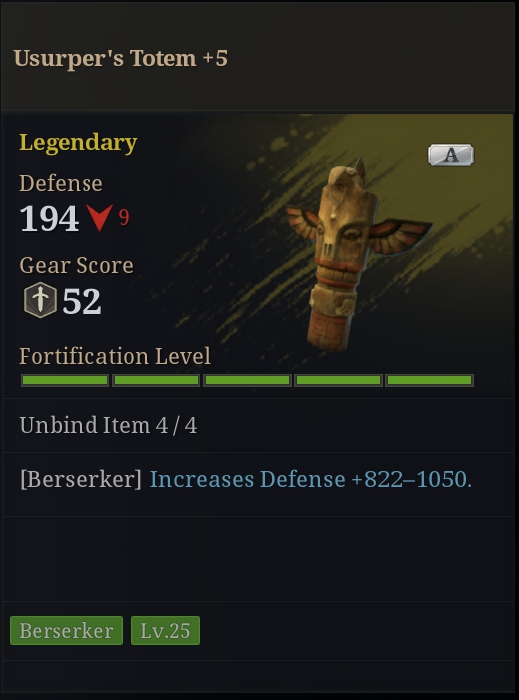 Usurper's Totem +5
Legendary
A
Defense
194 9
Gear Score
52
Fortification Level
Unbind Item 4 / 4
[Berserker] Increases Defense +822–1050.
Berserker Lv.25